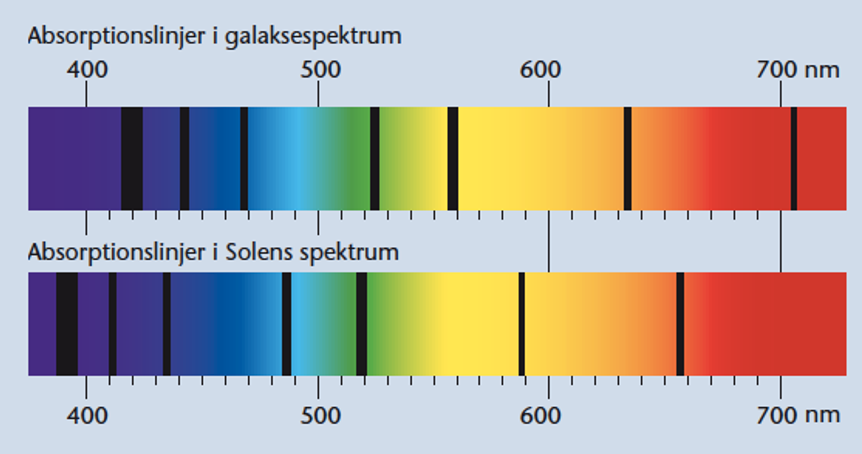 Absorptionslinjer i galaksespektrum
400 500 600 700 nm
Absorptionslinjer i Solens spektrum
400 500 600 700 nm